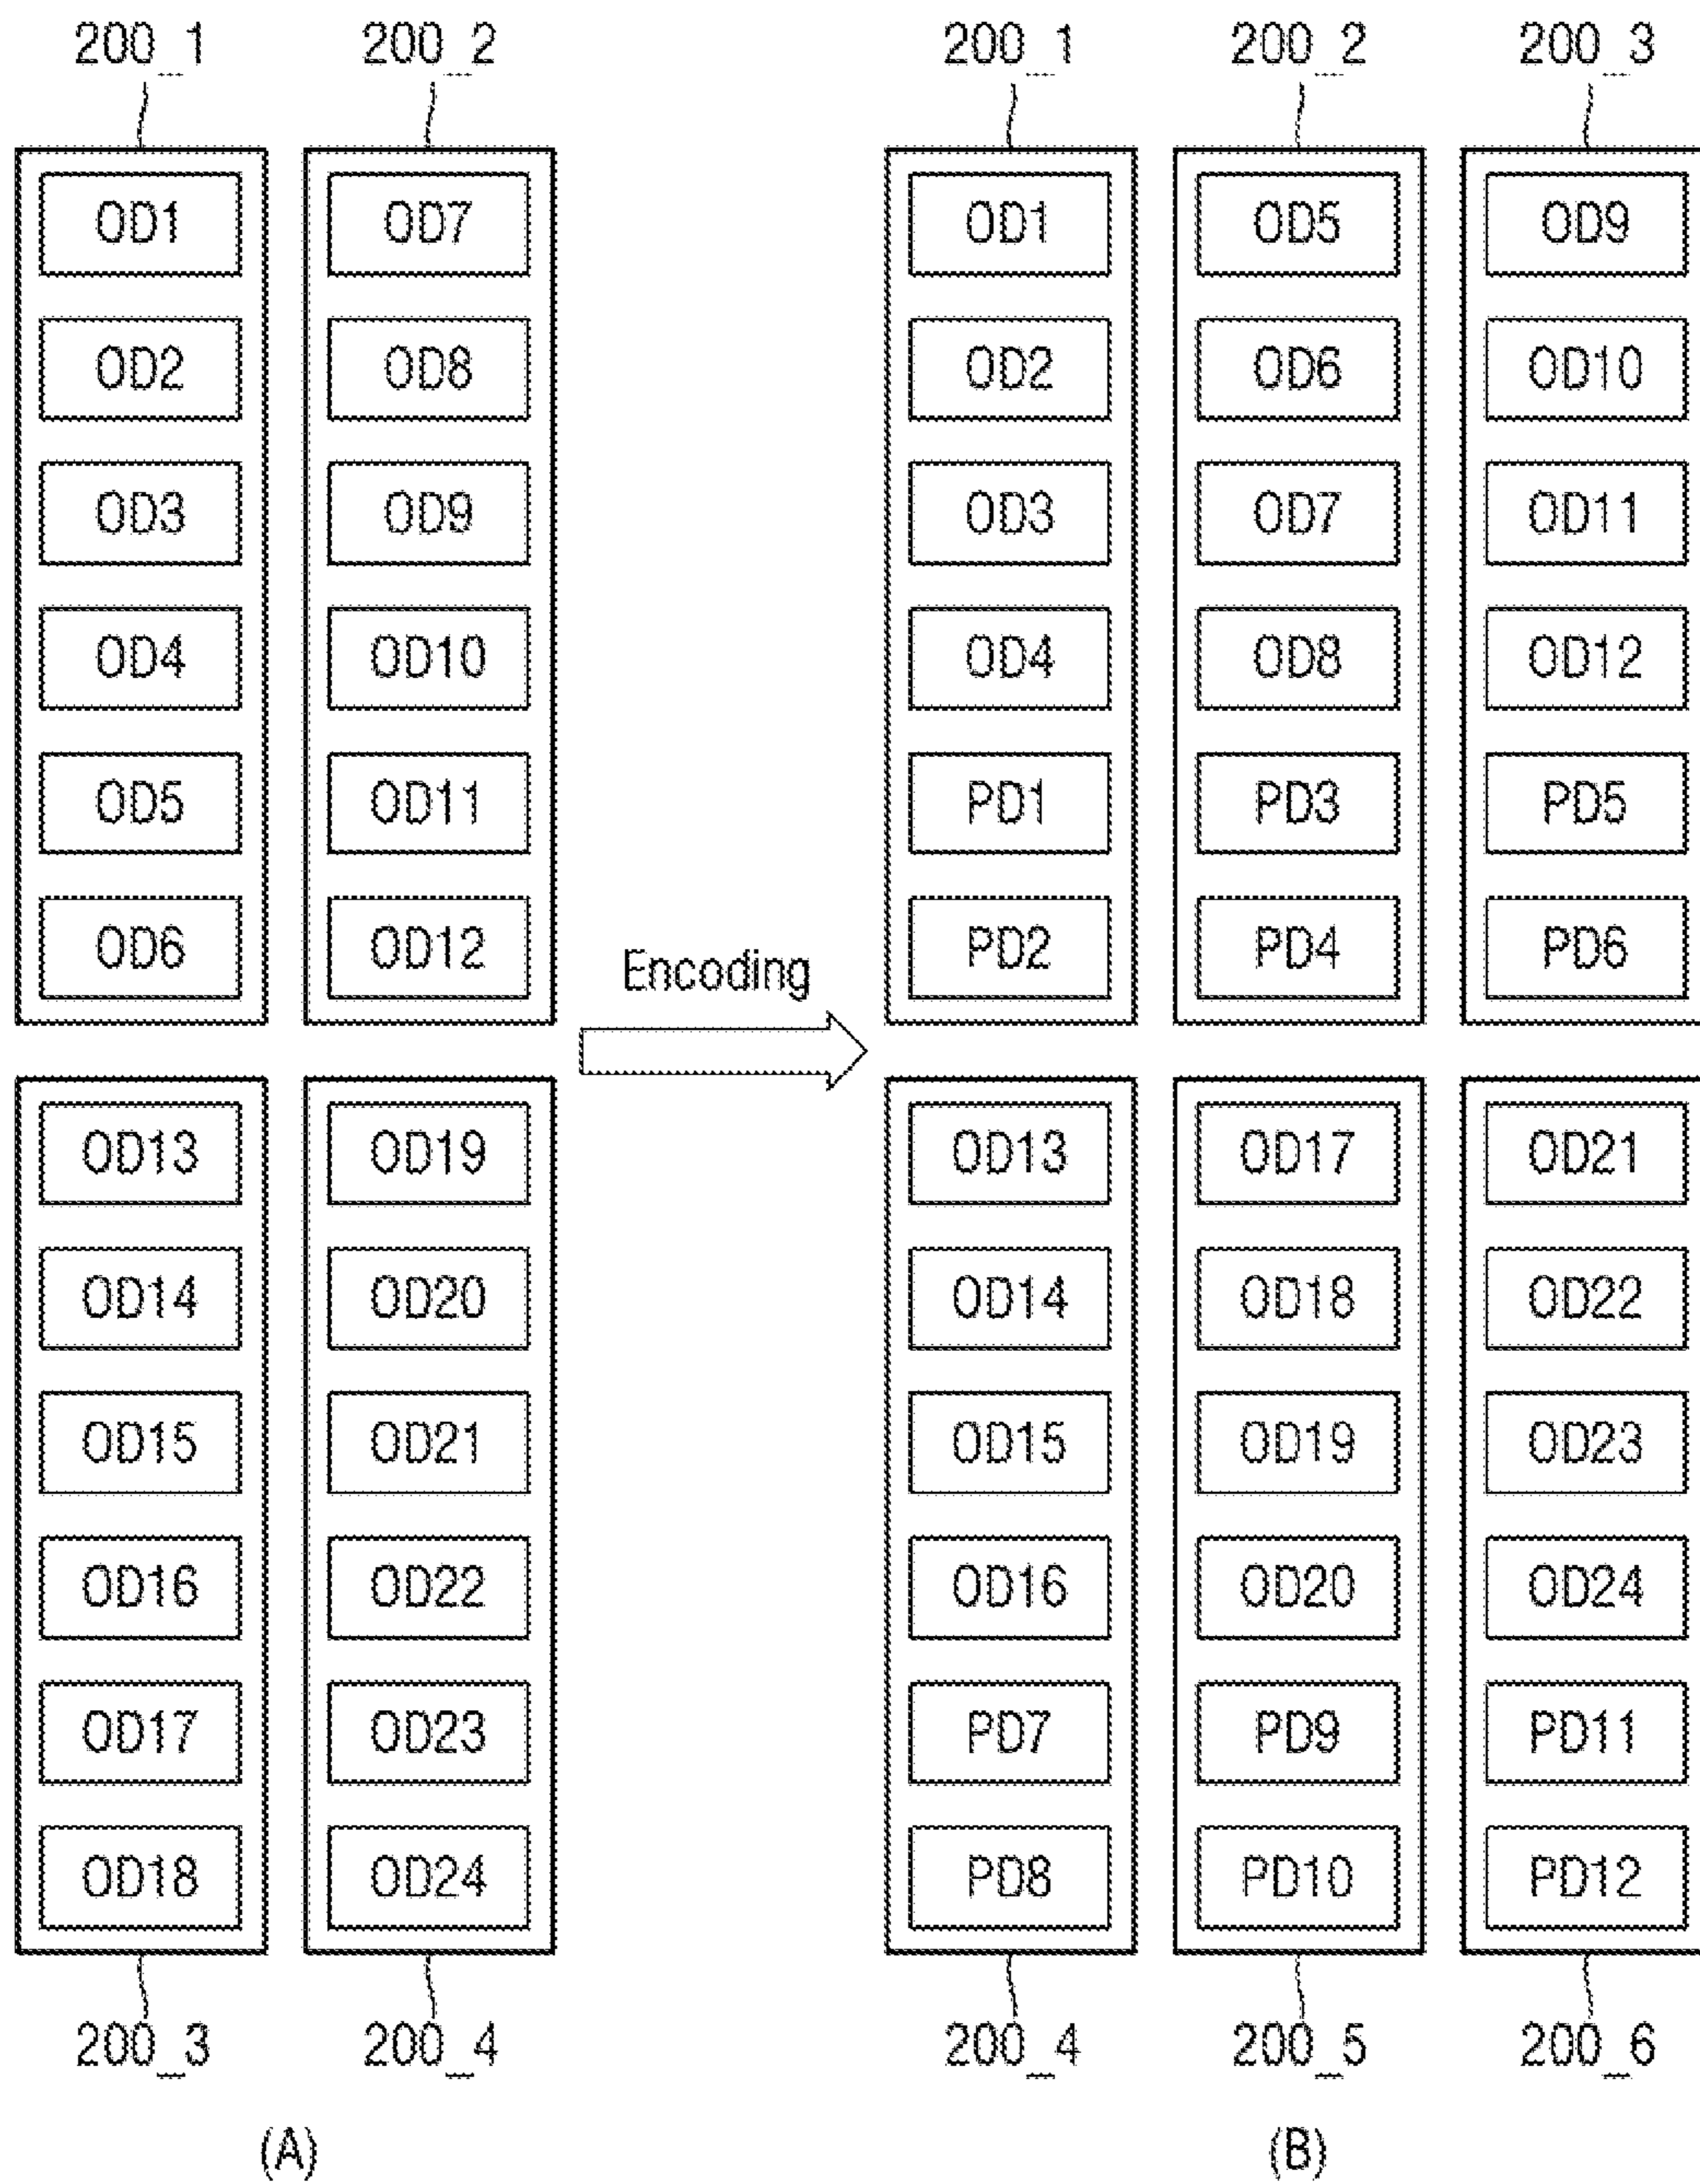 200_1 200_2 200_1 200_2 200_3
OD1 OD7 OD1 OD5 OD9
OD2 OD8 OD2 OD6 OD10
OD3 OD9 OD3 OD7 OD11
OD4 OD10 OD4 OD8 OD12
OD5 OD11 PD1 PD3 PD5
OD6 OD12 PD2 PD4 PD6
Encoding
OD13 OD19 OD13 OD17 OD21
OD14 OD20 OD14 OD18 OD22
OD15 OD21 OD15 OD19 OD23
OD16 OD22 OD16 OD20 OD24
OD17 OD23 PD7 PD9 PD11
OD18 OD24 PD8 PD10 PD12
200_3 200_4 200_4 200_5 200_6
(A) (B)